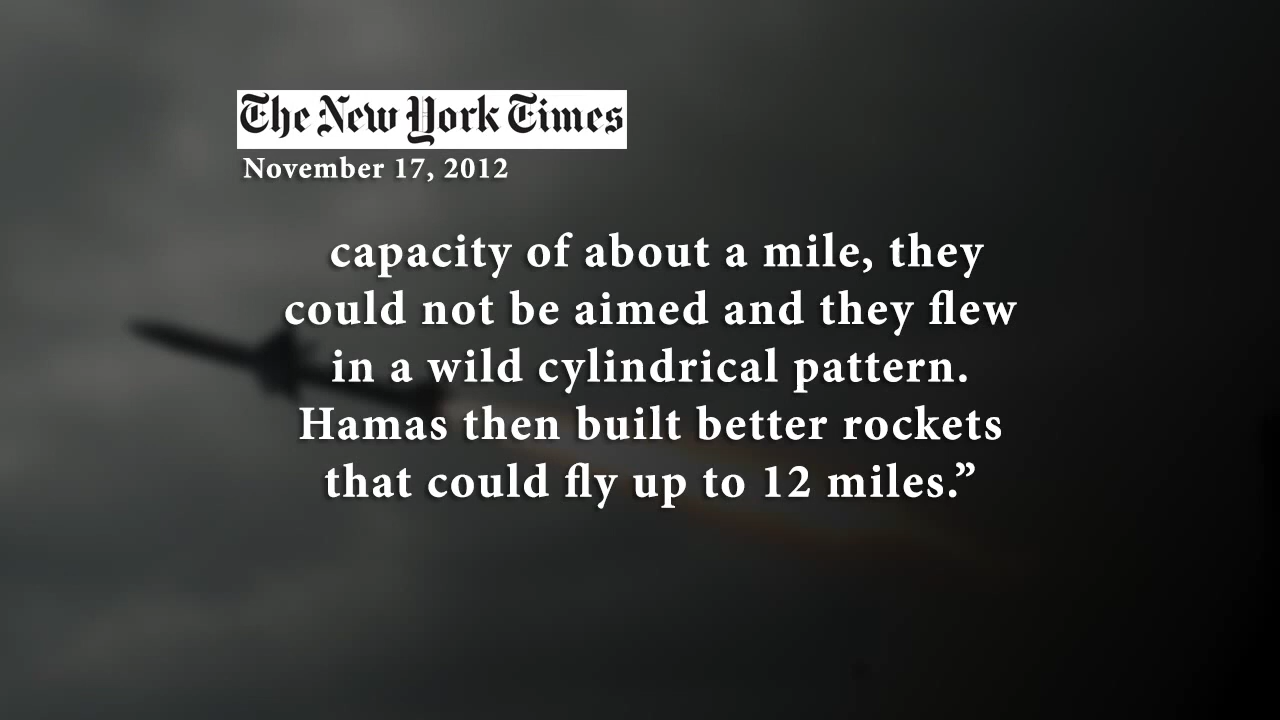 The New York Times
November 17, 2012
capacity of about a mile, they
could not be aimed and they flew
in a wild cylindrical pattern.
Hamas then built better rockets
that could fly up to 12 miles.”